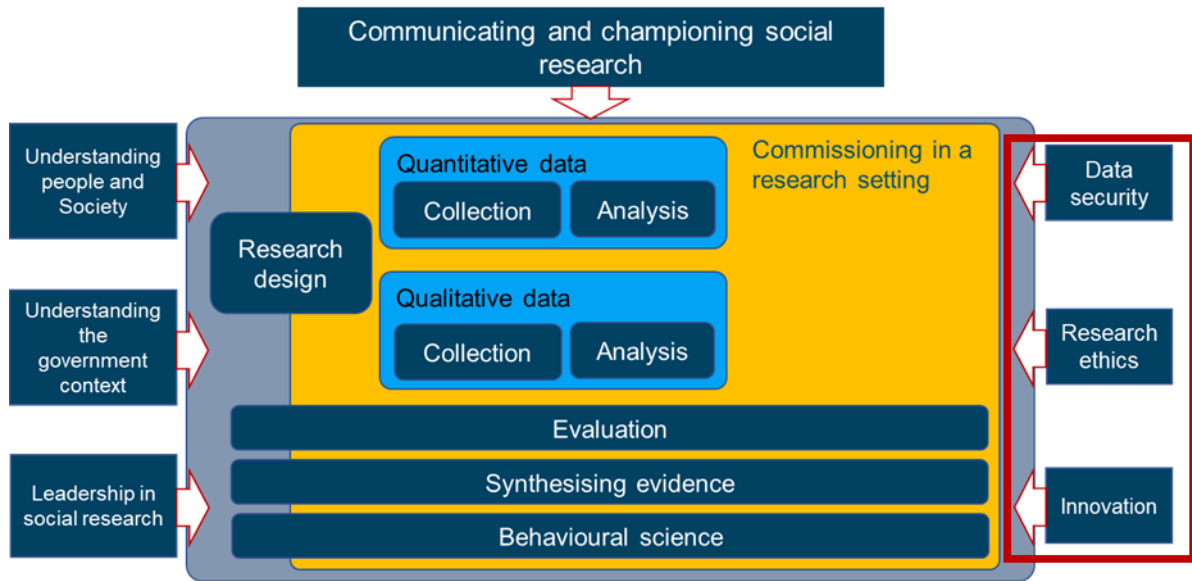 Communicating and championing social
research
Understanding
people and
Society
Quantitative data
Collection
Analysis
Commissioning in a
research setting
Data
security
Research
design
Understanding
the
government
context
Qualitative data
Collection
Analysis
Research
ethics
Evaluation
Leadership in
social research
Synthesising evidence
Innovation
Behavioural science